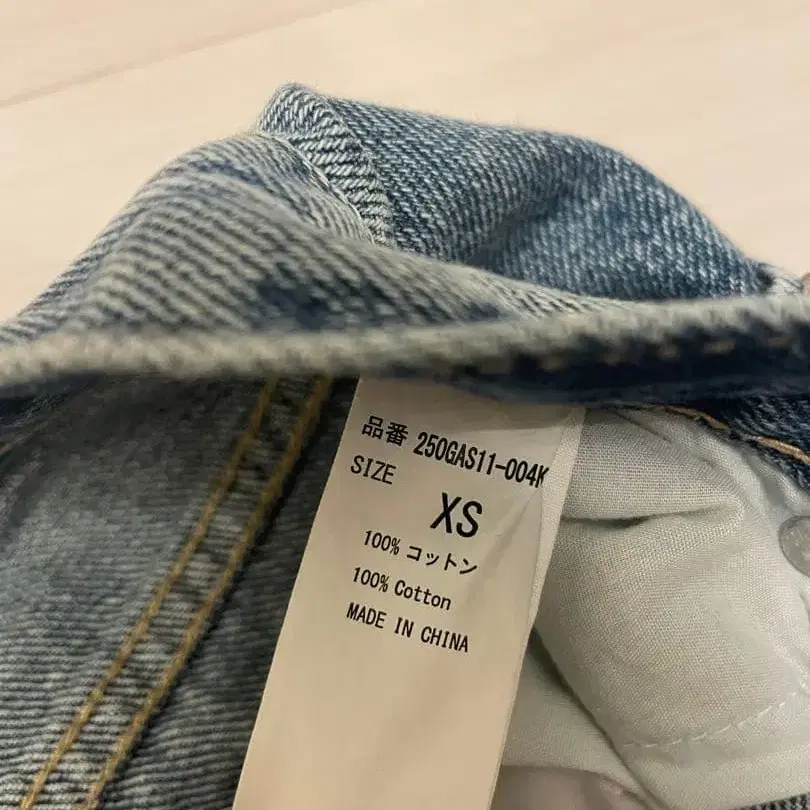 品番 250GAS11-004K
SIZE
XS
100% コットン
100% Cotton
MADE IN CHINA